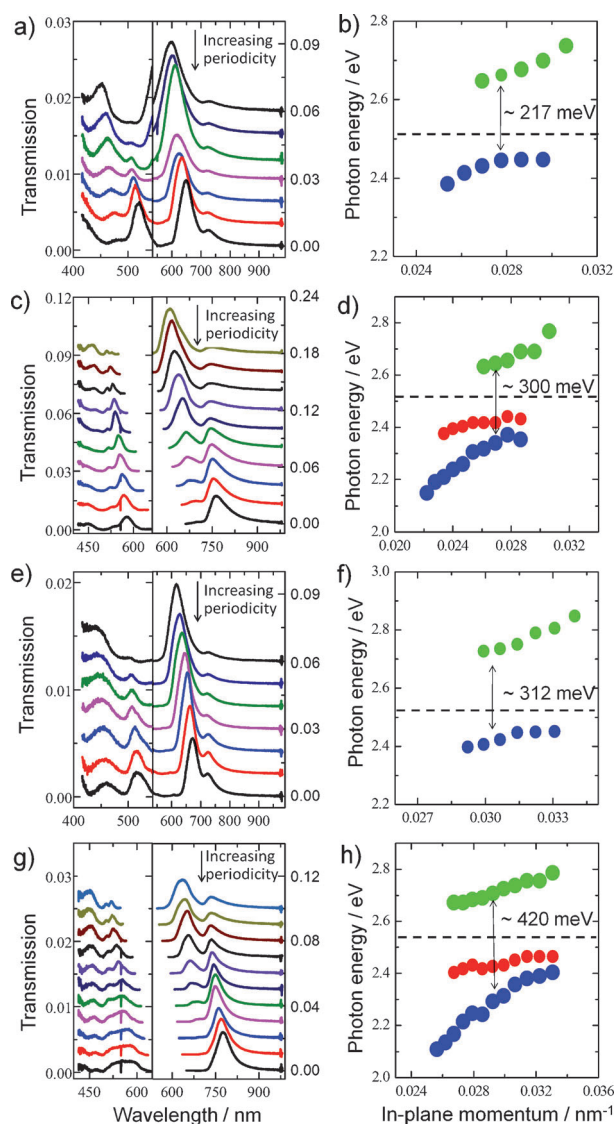 a)
0.03
0.02
0.01
0.00
Transmission
Increasing
periodicity
0.09
0.06
0.03
0.00
400 500 600 700 800 900
b)
Photon energy / eV
2.8
2.6
2.4
2.2
~ 217 meV
0.024 0.028 0.032
c)
0.12
0.09
0.06
0.03
0.00
Transmission
Increasing
periodicity
0.24
0.18
0.12
0.06
0.00
450 600 750 900
d)
Photon energy / eV
2.8
2.6
2.4
2.2
2.0
~ 300 meV
0.020 0.024 0.028 0.032
e)
0.02
0.01
0.00
Transmission
Increasing
periodicity
0.09
0.06
0.03
0.00
400 500 600 700 800 900
f)
Photon energy / eV
3.0
2.8
2.6
2.4
2.2
~ 312 meV
0.027 0.030 0.033
g)
0.03
0.02
0.01
0.00
Transmission
Increasing
periodicity
0.12
0.08
0.04
0.00
450 600 750 900
Wavelength / nm
h)
Photon energy / eV
3.0
2.8
2.6
2.4
2.2
2.0
~ 420 meV
0.024 0.028 0.032 0.036
In-plane momentum / nm⁻¹